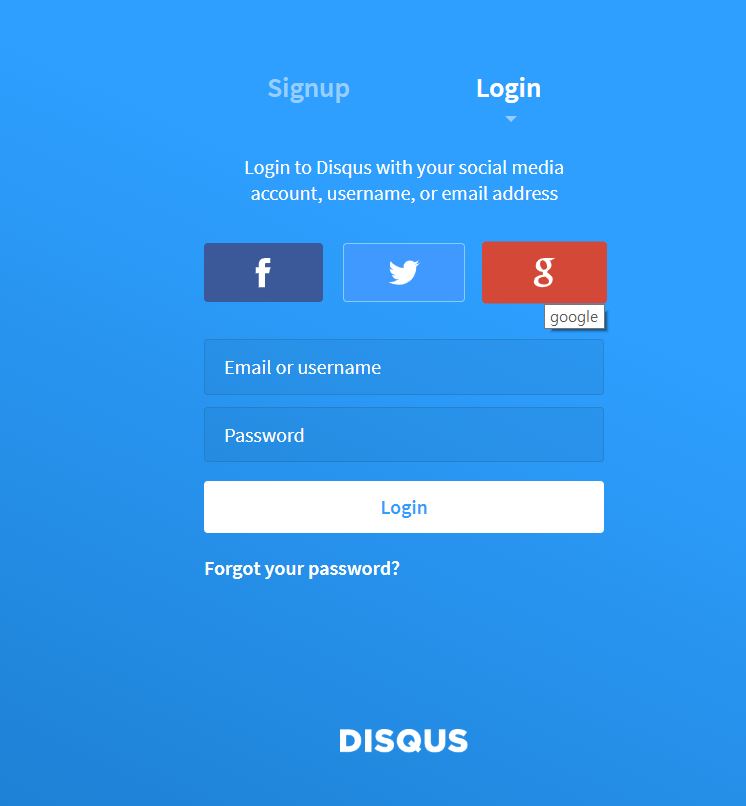 Signup
Login
Login to Disqus with your social media
account, username, or email address
f
g
google
Email or username
Password
Login
Forgot your password?
DISQUS